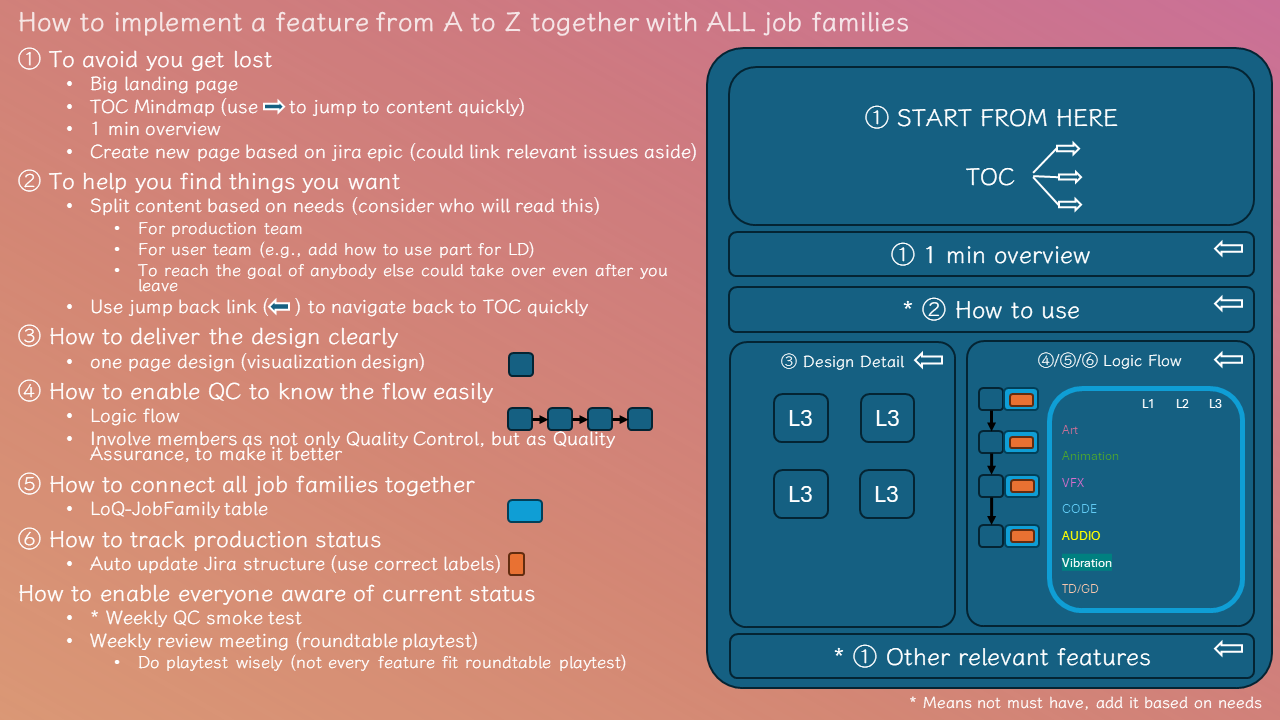 How to implement a feature from A to Z together with ALL job families
① To avoid you get lost
• Big landing page
• TOC Mindmap (use ⇨ to jump to content quickly)
• 1 min overview
• Create new page based on jira epic (could link relevant issues aside)
② To help you find things you want
• Split content based on needs (consider who will read this)
• For production team
• For user team (e.g., add how to use part for LD)
• To reach the goal of anybody else could take over even after you
leave
• Use jump back link (⇦) to navigate back to TOC quickly
③ How to deliver the design clearly
• one page design (visualization design)
④ How to enable QC to know the flow easily
• Logic flow
• Involve members as not only Quality Control, but as Quality
Assurance, to make it better
⑤ How to connect all job families together
• LoQ-JobFamily table
⑥ How to track production status
• Auto update Jira structure (use correct labels)
How to enable everyone aware of current status
• * Weekly QC smoke test
• Weekly review meeting (roundtable playtest)
• Do playtest wisely (not every feature fit roundtable playtest)
① START FROM HERE
TOC
① 1 min overview
* ② How to use
③ Design Detail
L3 L3
L3 L3
④/⑤/⑥ Logic Flow
L1 L2 L3
Art
Animation
VFX
CODE
AUDIO
Vibration
TD/GD
* ① Other relevant features
* Means not must have, add it based on needs